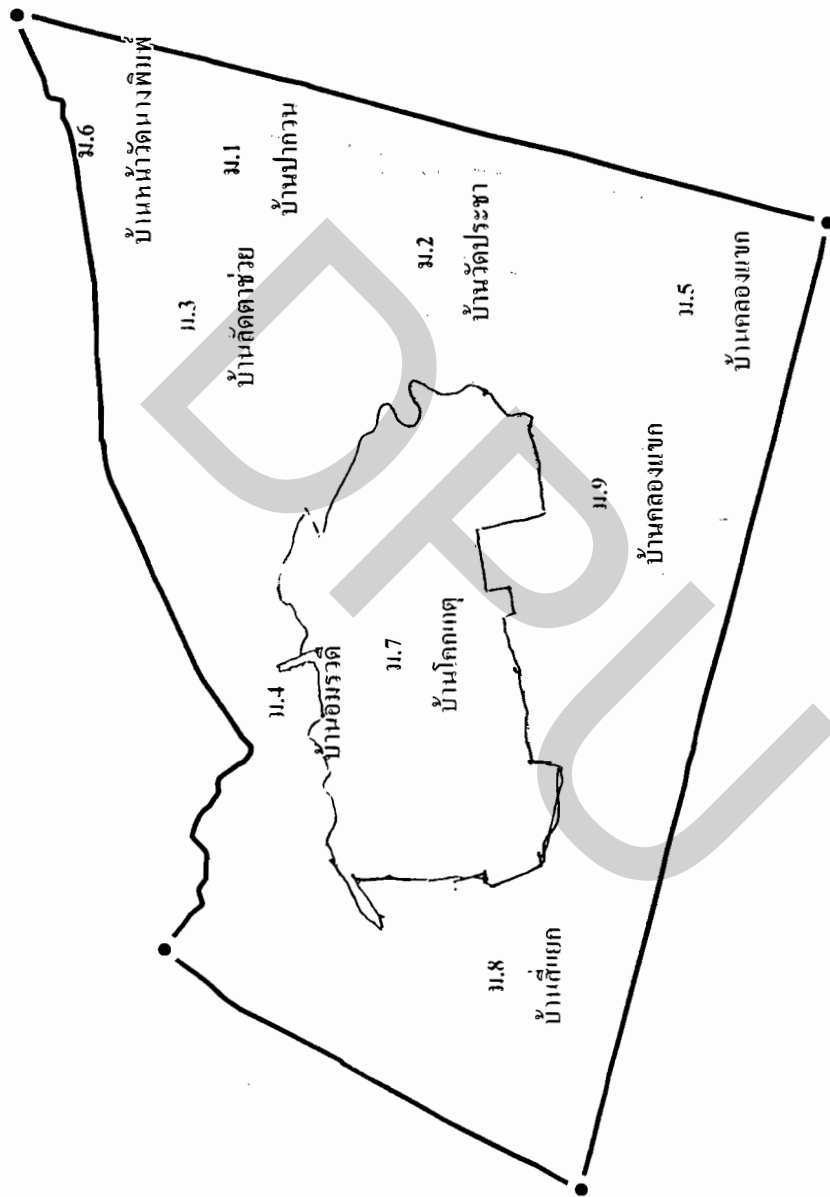 ม.8
บ้านสี่แยก
ม.4
บ้านอัมรวดี
ม.7
บ้านโคกเกตุ
ม.9
บ้านคลองแขก
ม.3
บ้านลัดตาช่วย
ม.2
บ้านวัดประชา
ม.5
บ้านคลองแขก
ม.6
บ้านหน้าวัดนางพิมพ์
ม.1
บ้านป่ากวน
DPU